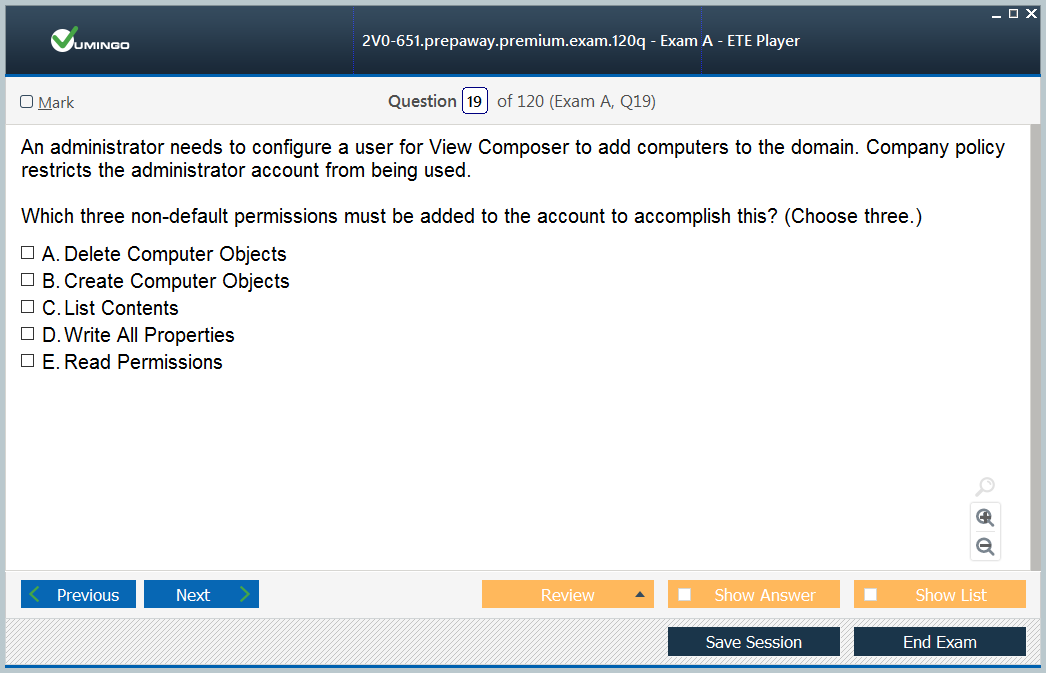 VUMINGO
2V0-651.prepaway.premium.exam.120q - Exam A - ETE Player
Mark
Question 19 of 120 (Exam A, Q19)
An administrator needs to configure a user for View Composer to add computers to the domain. Company policy
restricts the administrator account from being used.
Which three non-default permissions must be added to the account to accomplish this? (Choose three.)
A. Delete Computer Objects
B. Create Computer Objects
C. List Contents
D. Write All Properties
E. Read Permissions
Previous
Next
Review
Show Answer
Show List
Save Session
End Exam